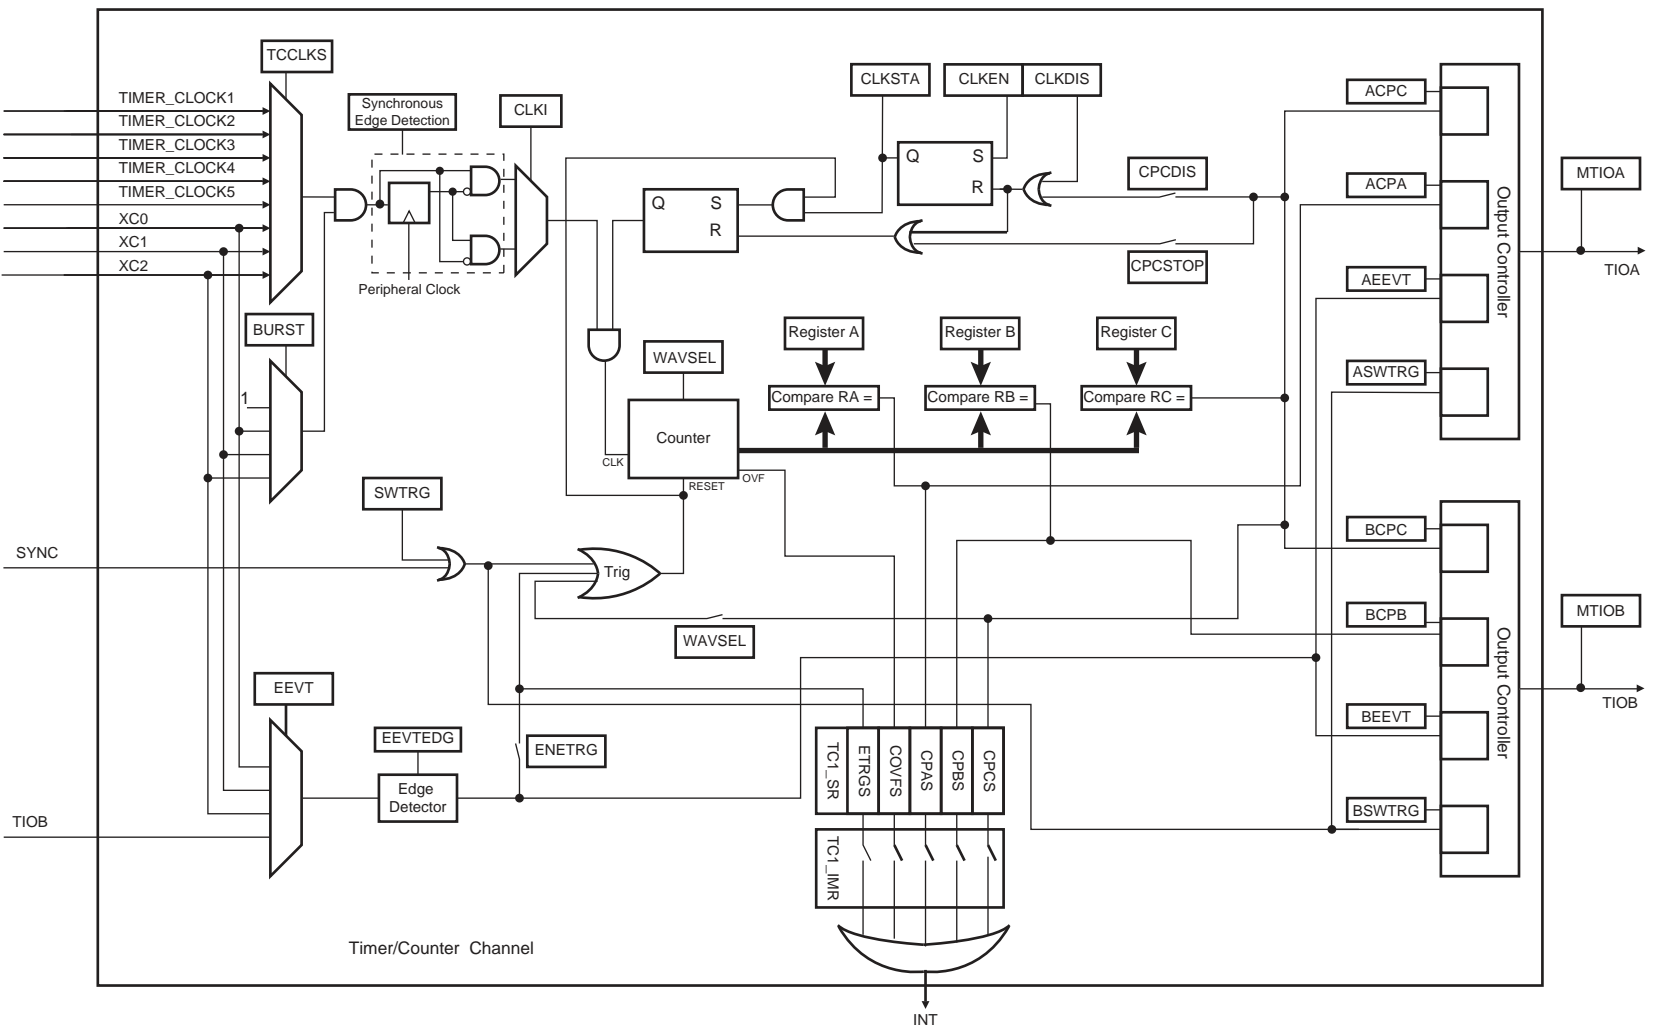 TCCLKS
TIMER_CLOCK1
TIMER_CLOCK2
TIMER_CLOCK3
TIMER_CLOCK4
TIMER_CLOCK5
XC0
XC1
XC2
Synchronous
Edge Detection
CLKI
Peripheral Clock
BURST
1
CLKSTA
CLKEN
CLKDIS
Q
S
R
Q
S
R
CPCDIS
CPCSTOP
ACPC
ACPA
AEEVT
ASWTRG
Output Controller
MTIOA
TIOA
Register A
Register B
Register C
WAVSEL
Compare RA =
Compare RB =
Compare RC =
Counter
CLK
RESET
OVF
SWTRG
SYNC
Trig
WAVSEL
BCPC
BCPB
BEEVT
BSWTRG
Output Controller
MTIOB
TIOB
EEVT
EEVTEDG
Edge
Detector
ENETRG
TIOB
TC1_SR
ETRGS
COVFS
CPAS
CPBS
CPCS
TC1_IMR
Timer/Counter Channel
INT